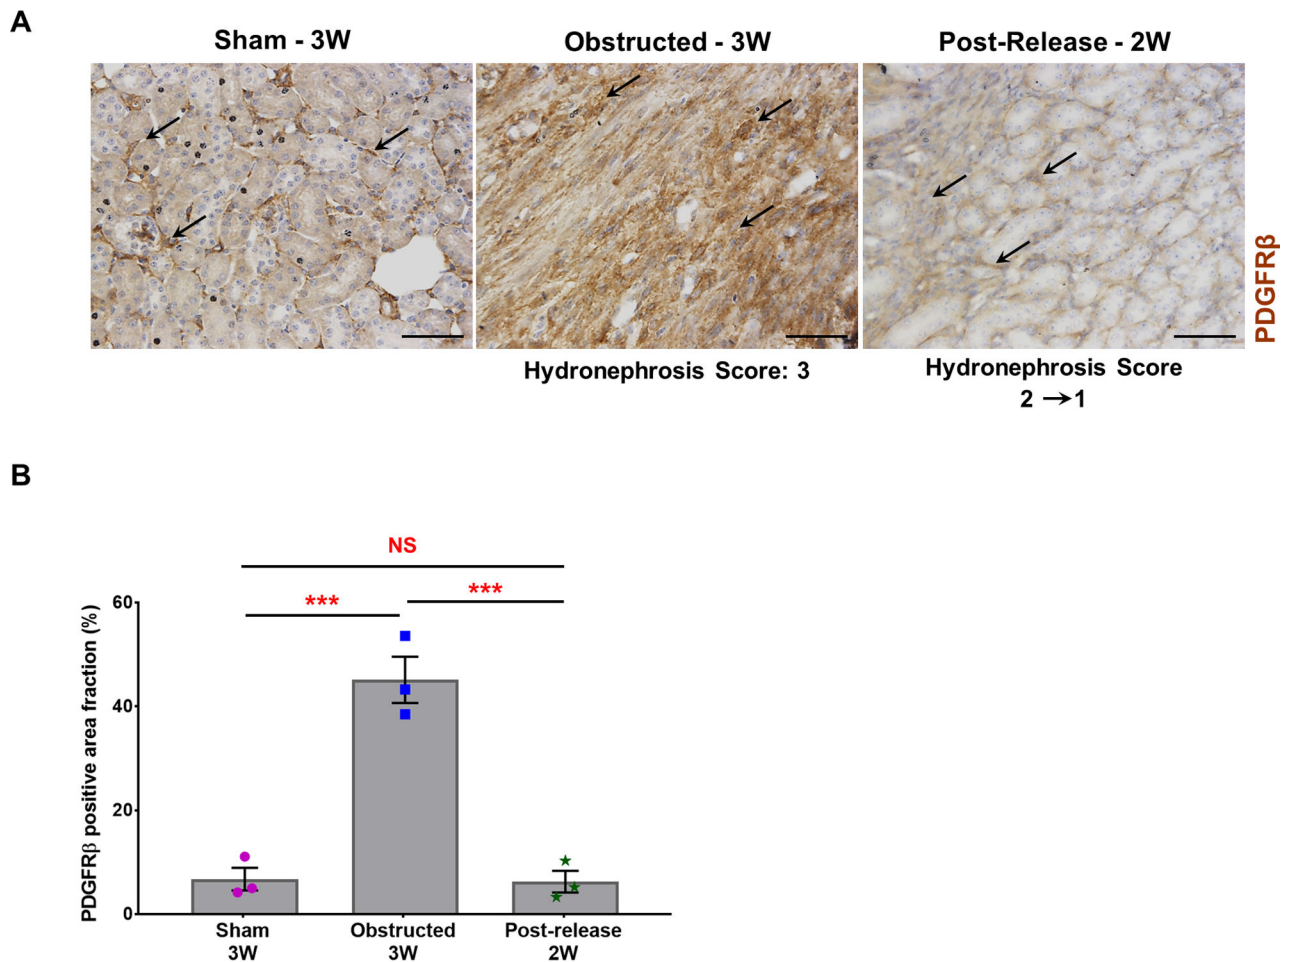 A
Sham - 3W
Obstructed - 3W
Post-Release - 2W
PDGFRβ
Hydronephrosis Score: 3
Hydronephrosis Score
2 →1
B
NS
***
***
PDGFRβ positive area fraction (%)
60
40
20
0
Sham
3W
Obstructed
3W
Post-release
2W